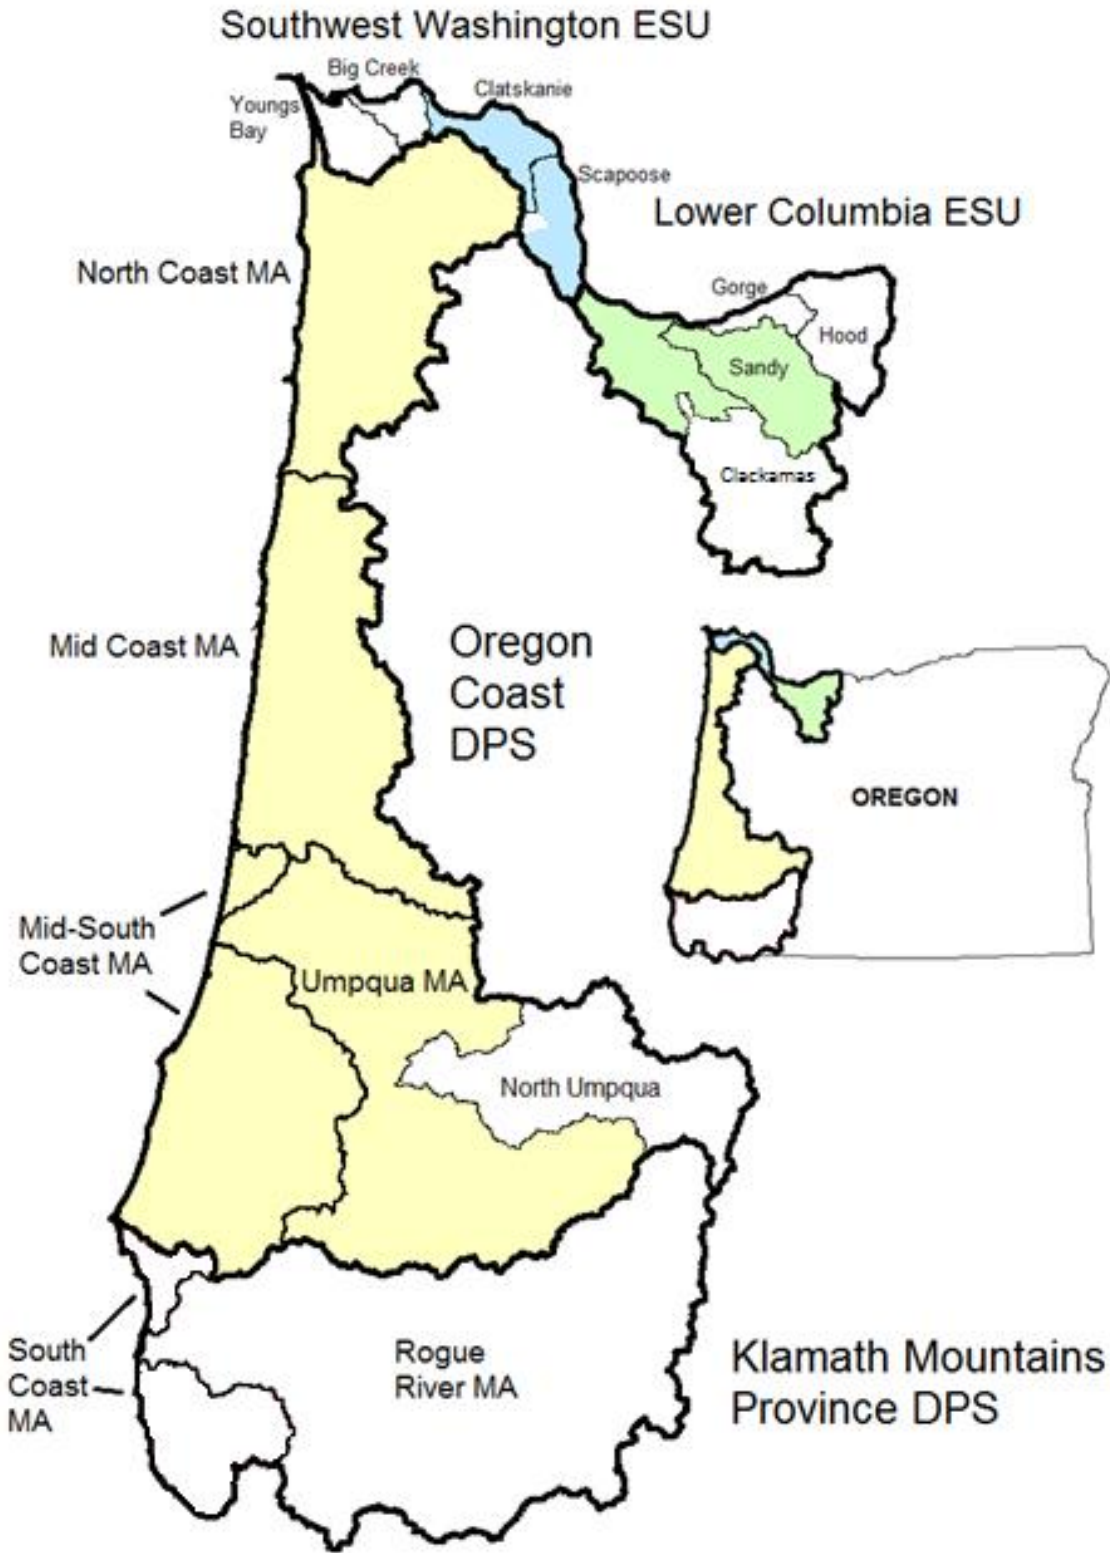 Southwest Washington ESU
Big Creek
Clatskanie
Youngs
Bay
Scapoose
Lower Columbia ESU
North Coast MA
Gorge
Hood
Sandy
Clackamas
Mid Coast MA
Oregon
Coast
DPS
OREGON
Mid-South
Coast MA
Umpqua MA
North Umpqua
South
Coast
MA
Rogue
River MA
Klamath Mountains
Province DPS